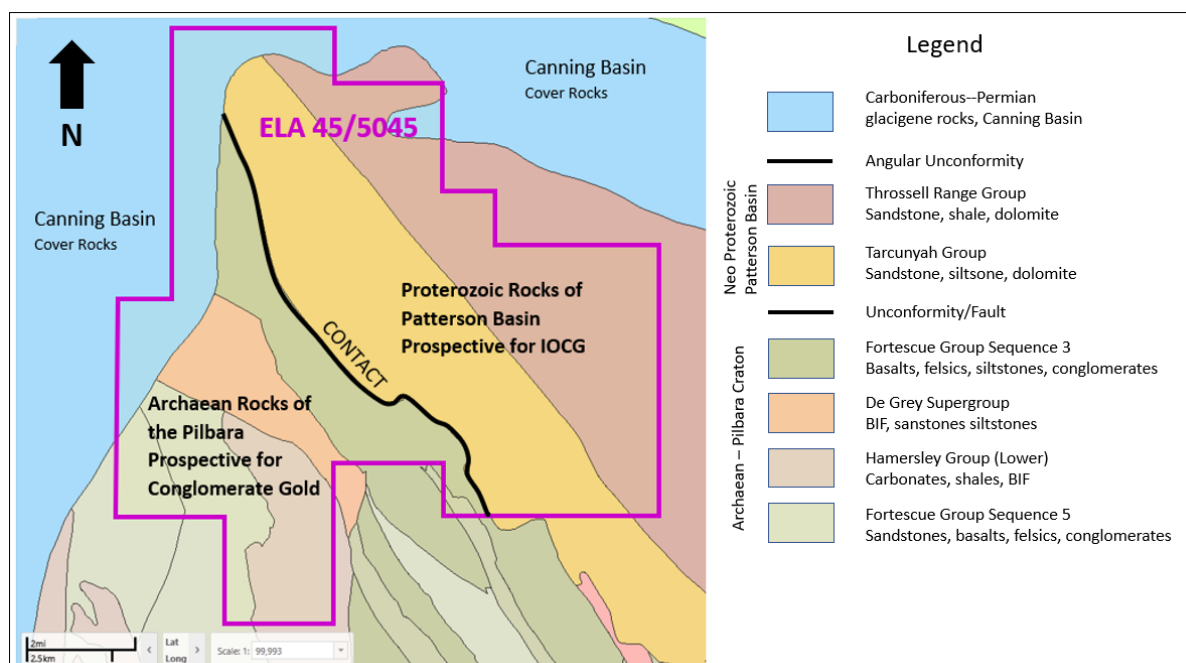 N
Canning Basin
Cover Rocks
ELA 45/5045
Canning Basin
Cover Rocks
Proterozoic Rocks of
Patterson Basin
Prospective for IOCG
CONTACT
Archaean Rocks of
the Pilbara
Prospective for
Conglomerate Gold
2mi
2.5km
Lat
Long
Scale: 1: 99,993
Legend
Carboniferous--Permian
glacigene rocks, Canning Basin
Angular Unconformity
Neo Proterozoic
Patterson Basin
Throssell Range Group
Sandstone, shale, dolomite
Tarcunyah Group
Sandstone, siltsone, dolomite
Unconformity/Fault
Archaean – Pilbara Craton
Fortescue Group Sequence 3
Basalts, felsics, siltstones, conglomerates
De Grey Supergroup
BIF, sanstones siltstones
Hamersley Group (Lower)
Carbonates, shales, BIF
Fortescue Group Sequence 5
Sandstones, basalts, felsics, conglomerates